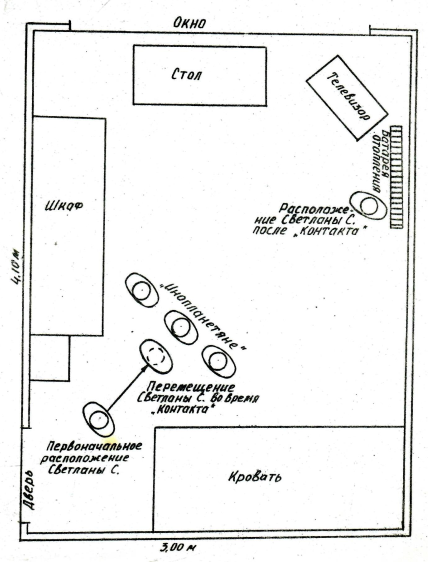 Окно
Стол
Телевизор
Батарея
отопления
Шкаф
Расположе-
ние Светланы С.
после „контакта"
4,10 м
„Инопланетяне"
Перемещение
Светланы С. во время
„контакта"
Первоначальное
расположение
Светланы С.
Дверь
Кровать
3,00 м